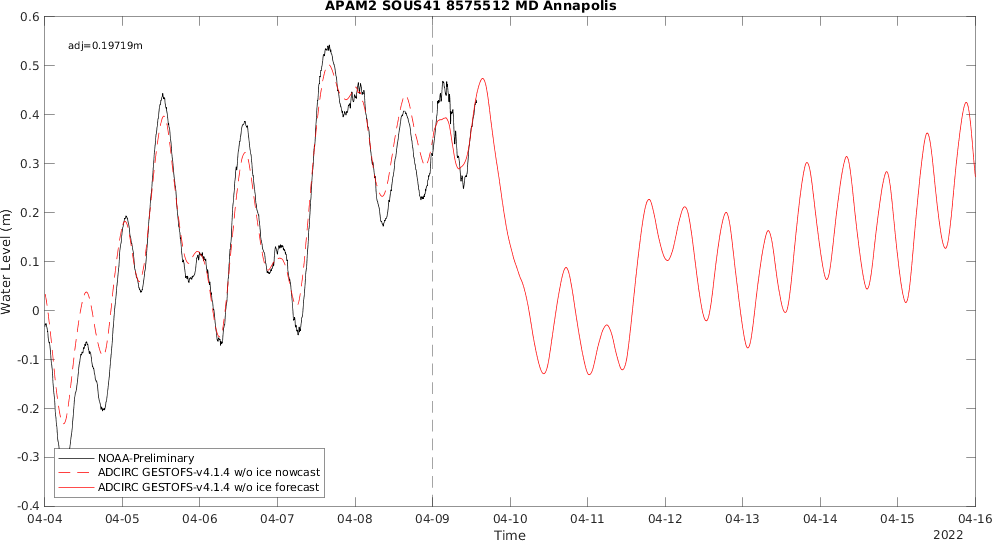 APAM2 SOUS41 8575512 MD Annapolis
adj=0.19719m
Water Level (m)
0.6
0.5
0.4
0.3
0.2
0.1
0
-0.1
-0.2
-0.3
-0.4
NOAA-Preliminary
ADCIRC GESTOFS-v4.1.4 w/o ice nowcast
ADCIRC GESTOFS-v4.1.4 w/o ice forecast
04-04 04-05 04-06 04-07 04-08 04-09 04-10 04-11 04-12 04-13 04-14 04-15 04-16
Time
2022